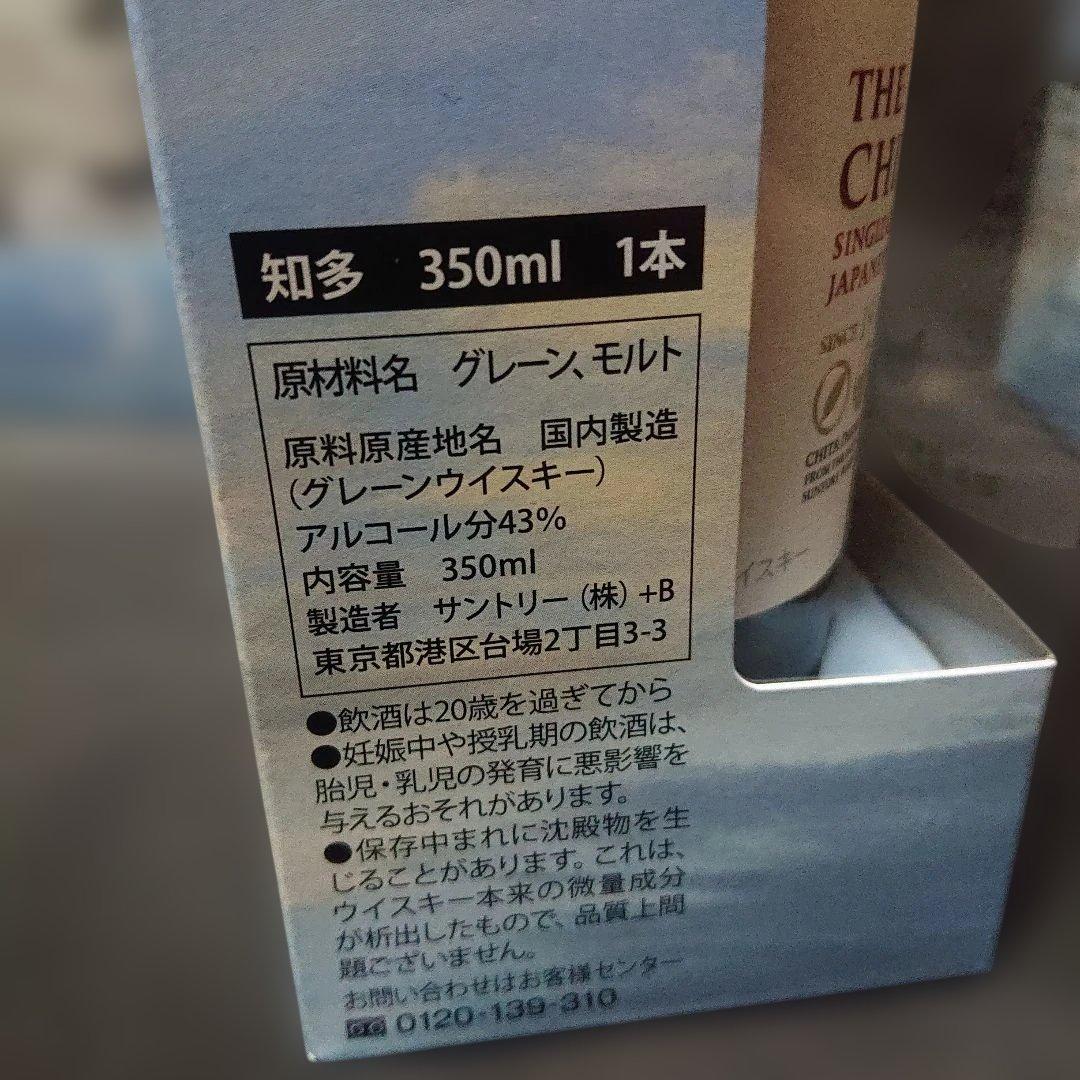 知多 350ml 1本
原材料名 グレーン、モルト
原料原産地名 国内製造
(グレーンウイスキー)
アルコール分43%
内容量 350ml
製造者 サントリー(株)+B
東京都港区台場2丁目3-3
●飲酒は20歳を過ぎてから
●妊娠中や授乳期の飲酒は、
胎児・乳児の発育に悪影響を
与えるおそれがあります。
●保存中まれに沈殿物を生
じることがあります。これは、
ウイスキー本来の微量成分
が析出したもので、品質上問
題ございません。
お問い合わせはお客様センター
0120-139-310
THE
CH
SINGL
JAPAN
SINCE
CHITA
FROM THE
イスキー